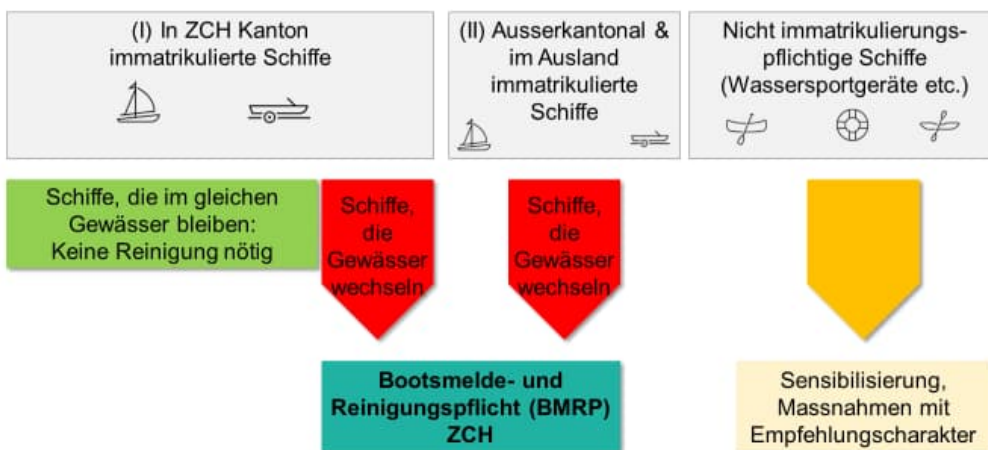 (I) In ZCH Kanton
immatrikulierte Schiffe
(II) Ausserkantonal &
im Ausland
immatrikulierte
Schiffe
Nicht immatrikulierungs-
pflichtige Schiffe
(Wassersportgeräte etc.)
Schiffe, die im gleichen
Gewässer bleiben:
Keine Reinigung nötig
Schiffe,
die
Gewässer
wechseln
Schiffe,
die
Gewässer
wechseln
Bootsmelde- und
Reinigungspflicht (BMRP)
ZCH
Sensibilisierung,
Massnahmen mit
Empfehlungscharakter